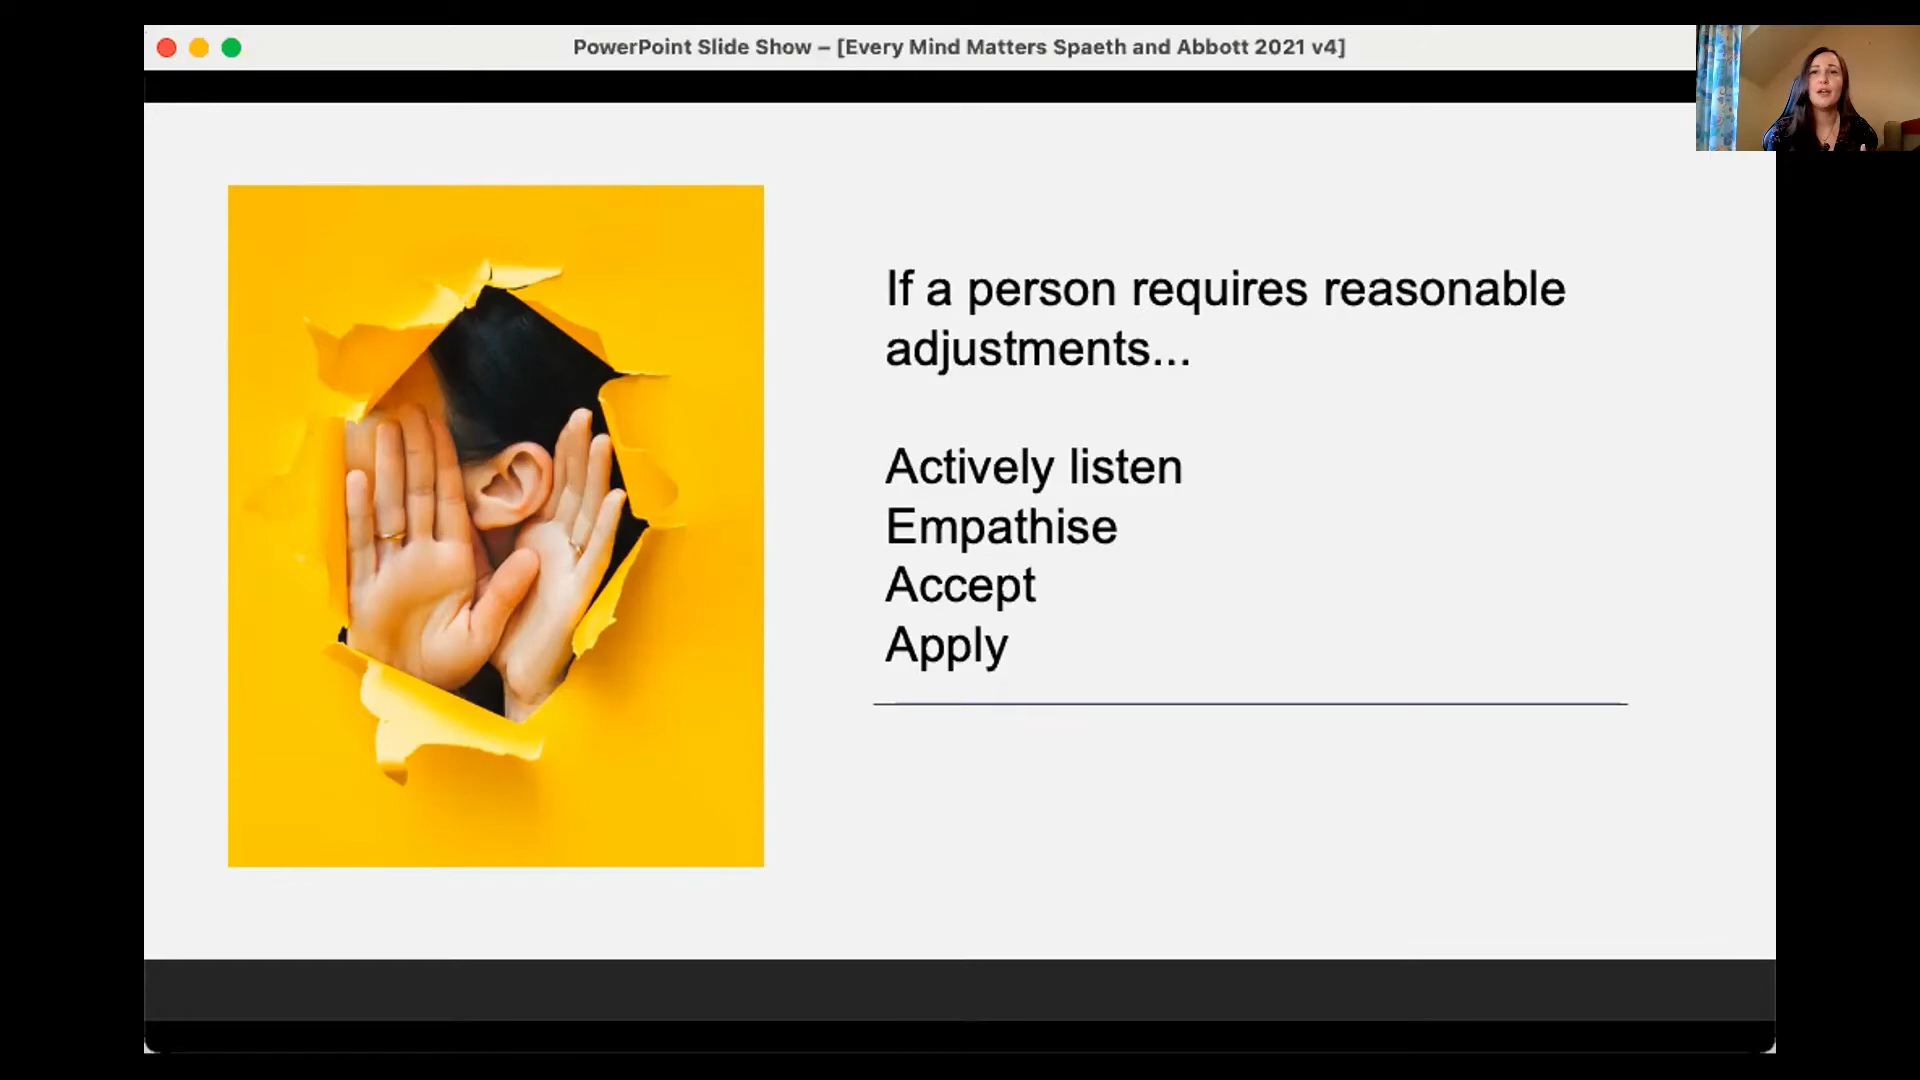 PowerPoint Slide Show – [Every Mind Matters Spaeth and Abbott 2021 v4]
If a person requires reasonable
adjustments...
Actively listen
Empathise
Accept
Apply